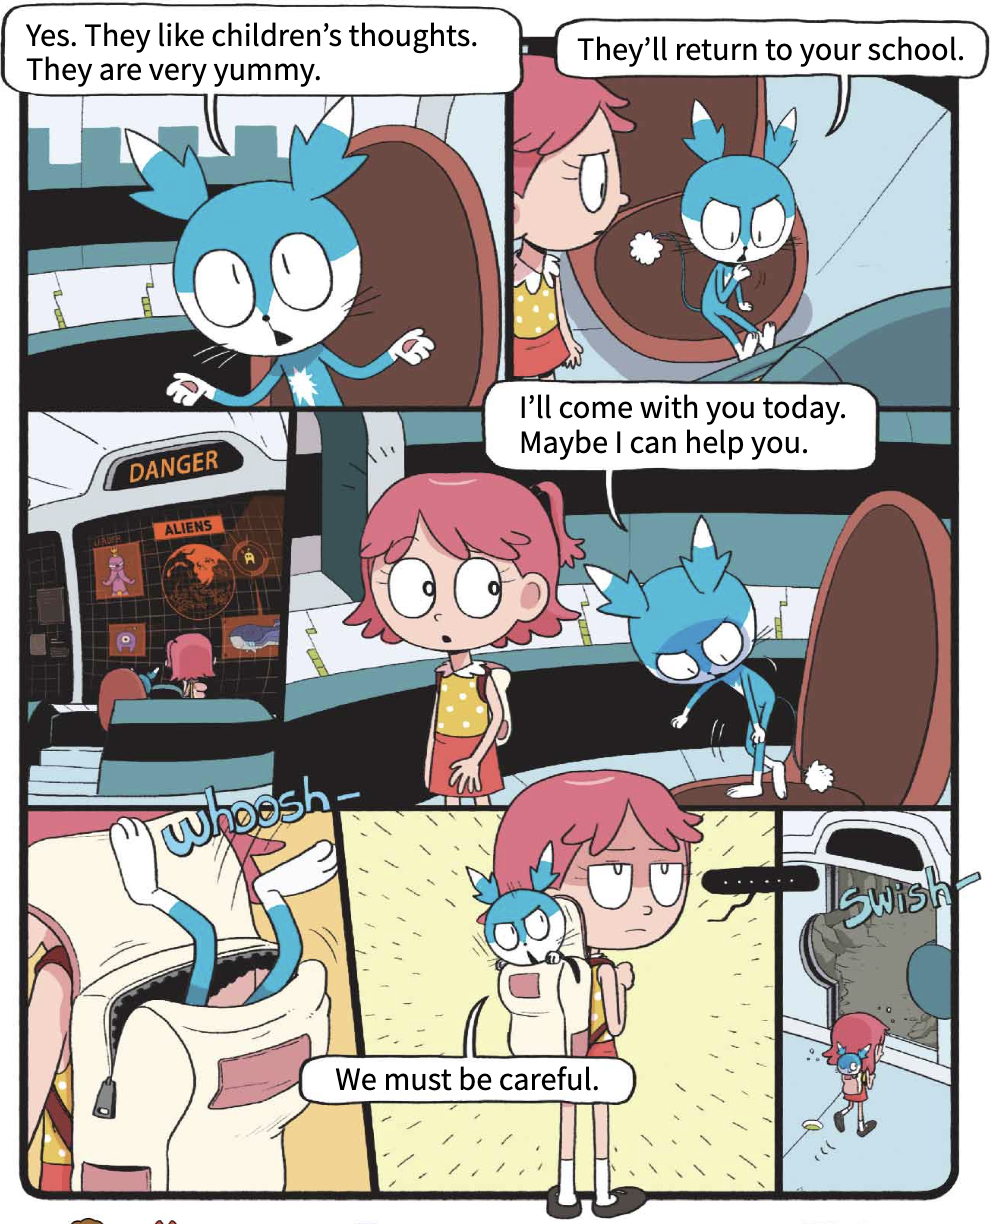 Yes. They like children's thoughts.
They are very yummy.
They'll return to your school.
DANGER
ALIENS
LEADER
I'll come with you today.
Maybe I can help you.
whoosh-
........
swish-
We must be careful.